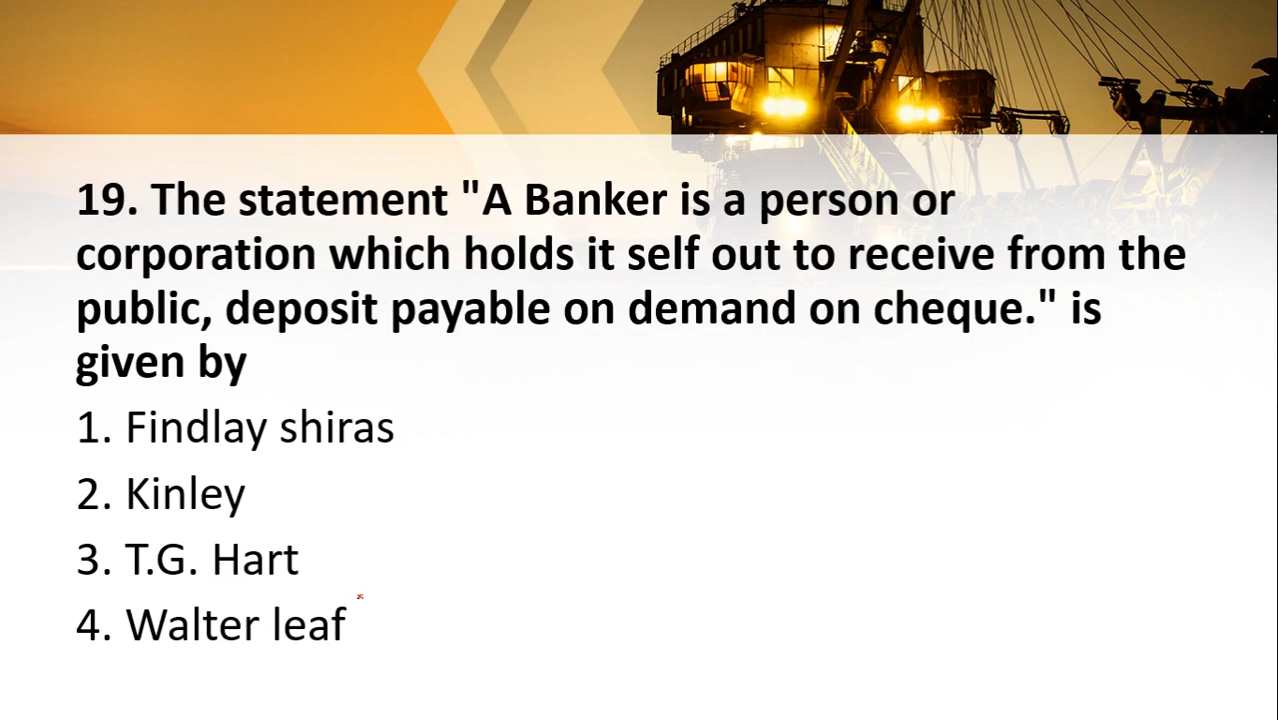 19. The statement "A Banker is a person or
corporation which holds it self out to receive from the
public, deposit payable on demand on cheque." is
given by
1. Findlay shiras
2. Kinley
3. T.G. Hart
4. Walter leaf